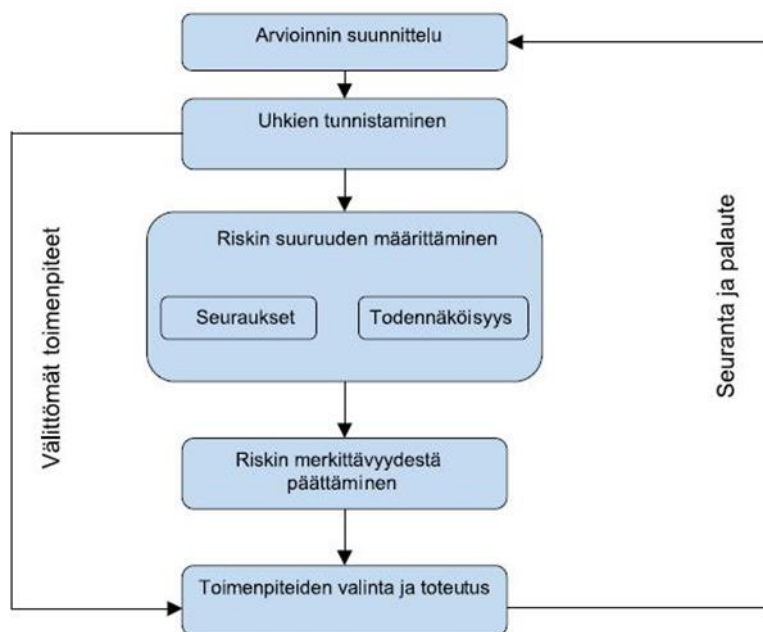 Arvioinnin suunnittelu
Uhkien tunnistaminen
Riskin suuruuden määrittäminen
Seuraukset
Todennäköisyys
Riskin merkittävyydestä
päättäminen
Toimenpiteiden valinta ja toteutus
Välittömät toimenpiteet
Seuranta ja palaute